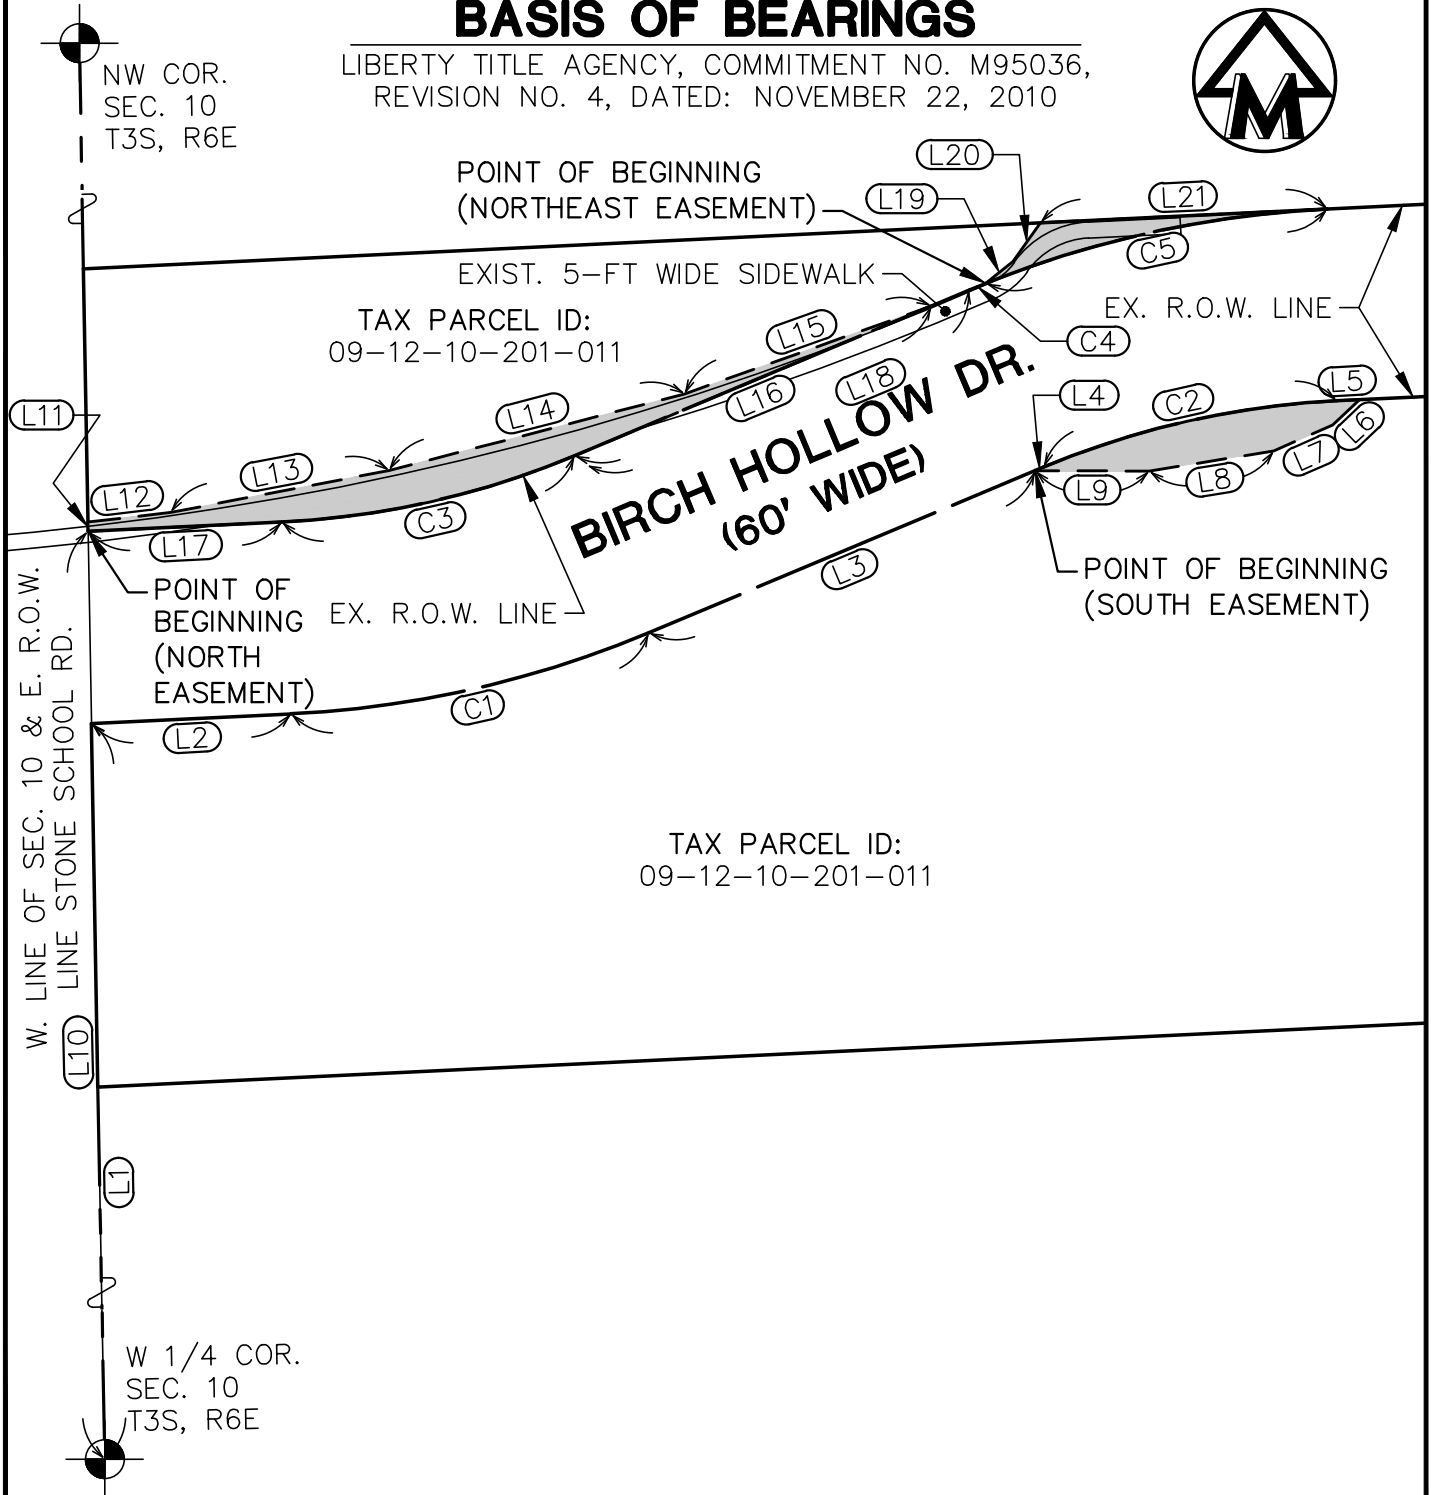 BASIS OF BEARINGS
LIBERTY TITLE AGENCY, COMMITMENT NO. M95036,
REVISION NO. 4, DATED: NOVEMBER 22, 2010
NW COR.
SEC. 10
T3S, R6E
M
POINT OF BEGINNING
(NORTHEAST EASEMENT)
L20
L19
L21
C5
EXIST. 5-FT WIDE SIDEWALK
EX. R.O.W. LINE
TAX PARCEL ID:
09-12-10-201-011
L15
C4
L16
L18
L4
C2
L5
L6
L7
L8
L9
L11
L14
L13
L12
C3
L17
BIRCH HOLLOW DR.
(60' WIDE)
L3
POINT OF BEGINNING
(SOUTH EASEMENT)
POINT OF
BEGINNING
(NORTH
EASEMENT)
EX. R.O.W. LINE
C1
L2
W. LINE OF SEC. 10 & E. R.O.W.
LINE STONE SCHOOL RD.
TAX PARCEL ID:
09-12-10-201-011
L10
L1
W 1/4 COR.
SEC. 10
T3S, R6E